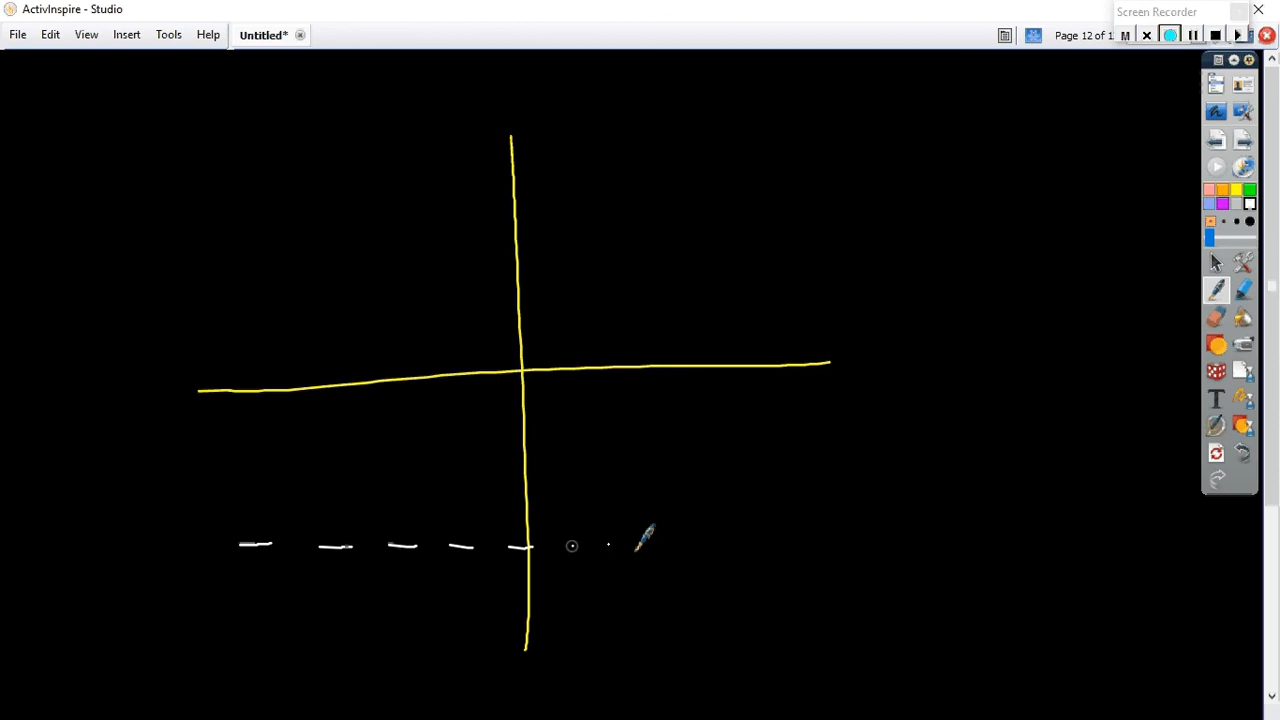 ActivInspire - Studio
Screen Recorder
File Edit View Insert Tools Help Untitled*
Page 12 of 1
M
T